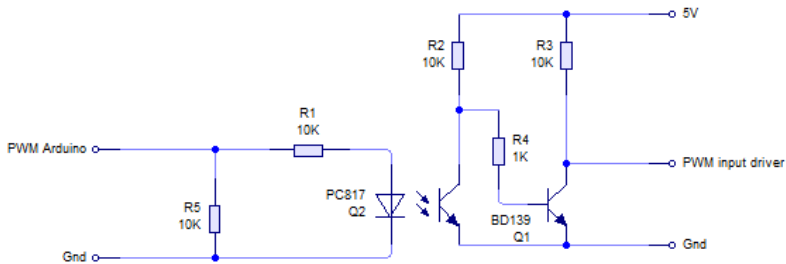 5V
R2
10K
R3
10K
R1
10K
R4
1K
PWM Arduino
PWM input driver
PC817
Q2
R5
10K
BD139
Q1
Gnd
Gnd